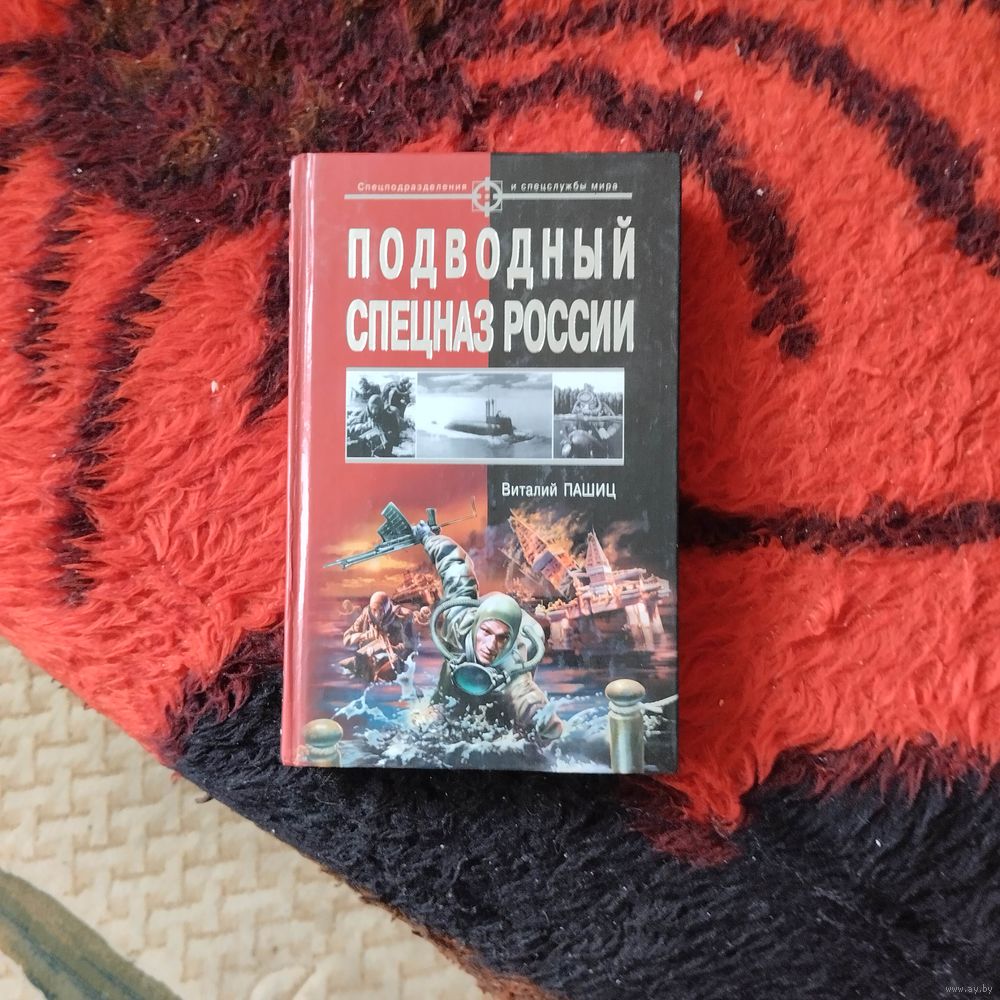 Спецподразделения и спецслужбы мира
ПОДВОДНЫЙ
СПЕЦНАЗ РОССИИ
Виталий ПАШИЦ
www.ay.by